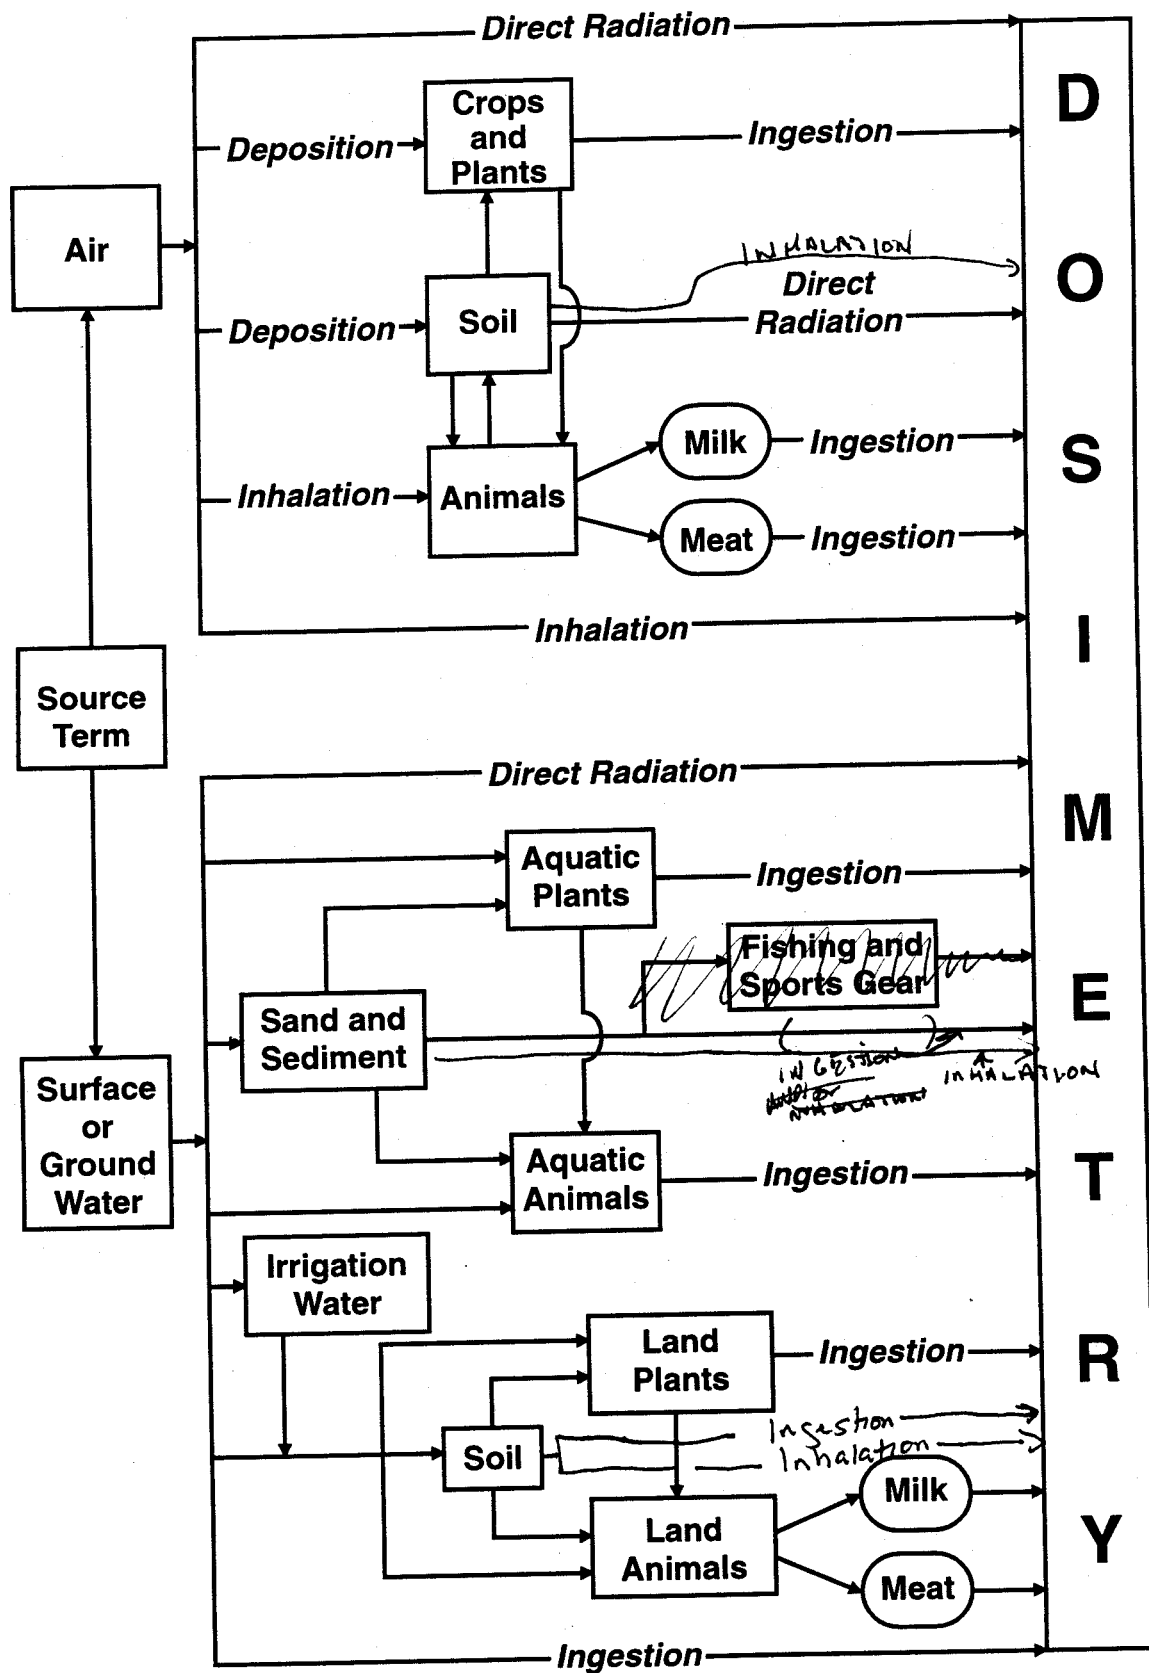 Direct Radiation
Crops
and
Plants
Deposition
Ingestion
Air
INHALATION
Direct
Radiation
Deposition
Soil
Milk
Ingestion
Inhalation
Animals
Meat
Ingestion
Inhalation
Source
Term
Direct Radiation
Aquatic
Plants
Ingestion
Fishing and
Sports Gear
Sand and
Sediment
INGESTION
INHALATION
or
INHALATION
Surface
or
Ground
Water
Aquatic
Animals
Ingestion
Irrigation
Water
Land
Plants
Ingestion
Ingestion
Inhalation
Soil
Milk
Land
Animals
Meat
Ingestion
D
O
S
I
M
E
T
R
Y